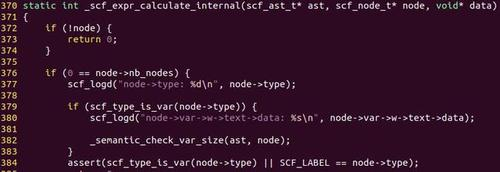 370 static int _scf_expr_calculate_internal(scf_ast_t* ast, scf_node_t* node, void* data)
371 {
372     if (!node) {
373         return 0;
374     }
375
376     if (0 == node->nb_nodes) {
377         scf_logd("node->type: %d\n", node->type);
378
379         if (scf_type_is_var(node->type)) {
380             scf_logd("node->var->w->text->data: %s\n", node->var->w->text->data);
381
382             _semantic_check_var_size(ast, node);
383         }
384         assert(scf_type_is_var(node->type) || SCF_LABEL == node->type);